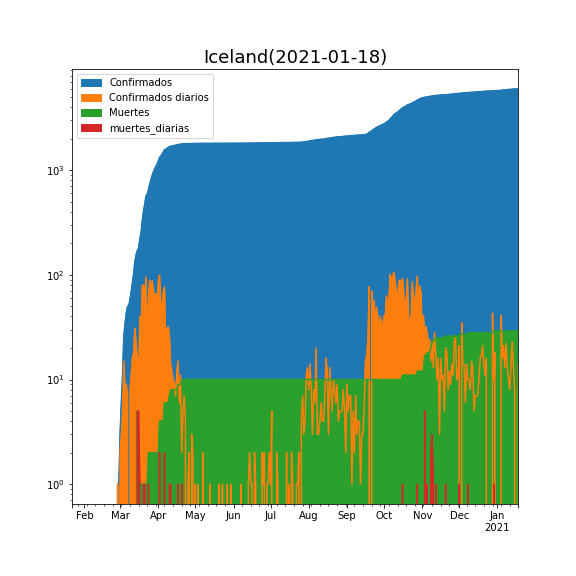 Iceland(2021-01-18)
Confirmados
Confirmados diarios
Muertes
muertes_diarias
10³
10²
10¹
10⁰
Feb Mar Apr May Jun Jul Aug Sep Oct Nov Dec Jan
2021